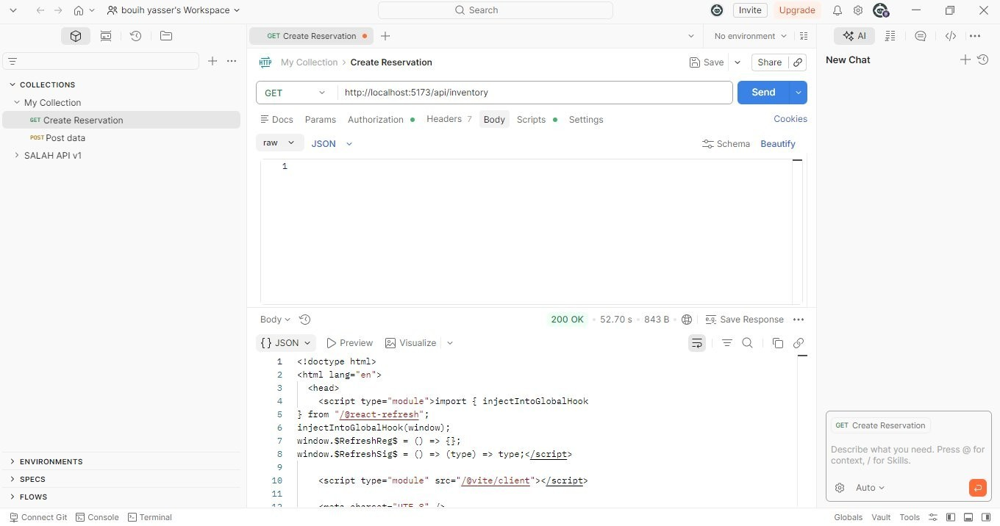 bouih yasser's Workspace
Search
Invite
Upgrade
GET Create Reservation
No environment
AI
HTTP My Collection > Create Reservation
Save
Share
New Chat
COLLECTIONS
My Collection
GET Create Reservation
POST Post data
SALAH API v1
GET
http://localhost:5173/api/inventory
Send
Docs
Params
Authorization
Headers 7
Body
Scripts
Settings
Cookies
raw
JSON
Schema
Beautify
1
Body
200 OK
52.70 s
843 B
e.g. Save Response
{} JSON
Preview
Visualize
1 <!doctype html>
2 <html lang="en">
3 <head>
4 <script type="module">import { injectIntoGlobalHook
5 } from "/@react-refresh";
6 injectIntoGlobalHook(window);
7 window.$RefreshReg$ = () => {};
8 window.$RefreshSig$ = () => (type) => type;</script>
9
10 <script type="module" src="/@vite/client"></script>
11
12 <meta charset="UTF-8" />
GET Create Reservation
Describe what you need. Press @ for
context, / for Skills.
Auto
ENVIRONMENTS
SPECS
FLOWS
Connect Git
Console
Terminal
Globals
Vault
Tools